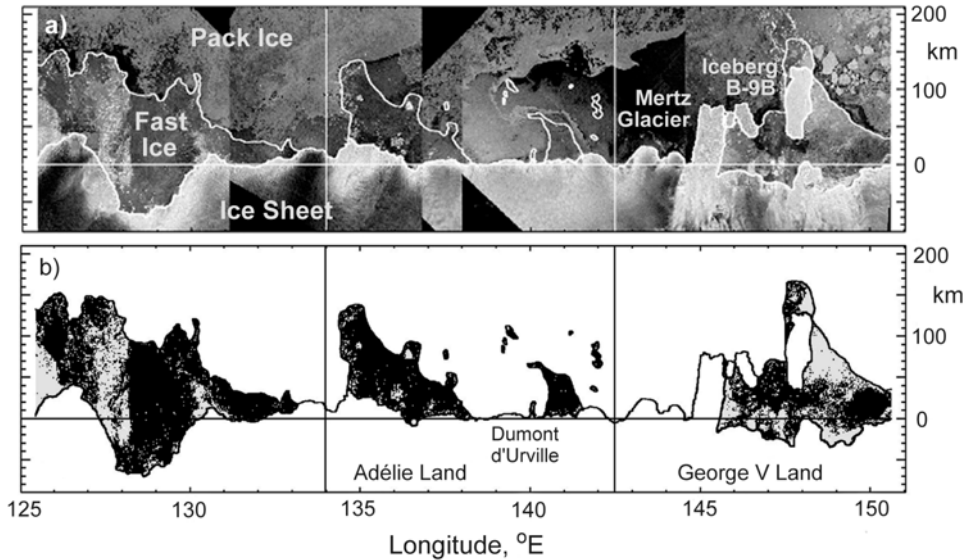 a)
Pack Ice
Fast
Ice
Ice Sheet
Mertz
Glacier
Iceberg
B-9B
200
km
100
0
b)
200
km
100
0
Dumont
d'Urville
Adélie Land
George V Land
125 130 135 140 145 150
Longitude, °E